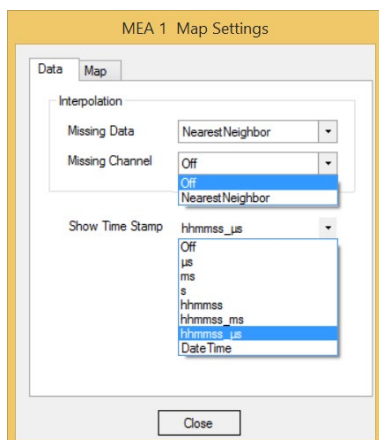 MEA 1 Map Settings
Data Map
Interpolation
Missing Data NearestNeighbor
Missing Channel Off
Off
NearestNeighbor
Show Time Stamp hhmmss_µs
Off
µs
ms
s
hhmmss
hhmmss_ms
hhmmss_µs
DateTime
Close